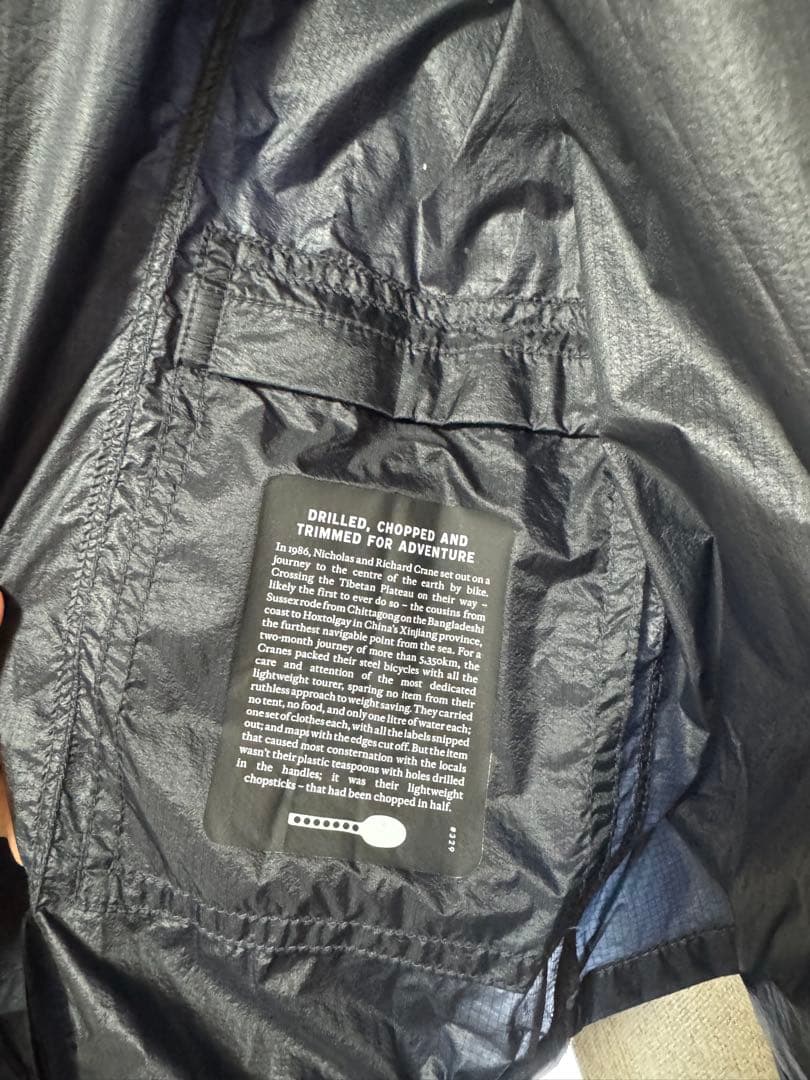 DRILLED, CHOPPED AND
TRIMMED FOR ADVENTURE
In 1986, Nicholas and Richard Crane set out on a
journey to the centre of the earth by bike.
Crossing the Tibetan Plateau on their way –
likely the first to ever do so – the cousins from
Sussex rode from Chittagong on the Bangladeshi
coast to Hoxtolgay in China's Xinjiang province,
the furthest navigable point from the sea. For a
two-month journey of more than 5,350km, the
Cranes packed their steel bicycles with all the
care and attention of the most dedicated
lightweight tourer, sparing no item from their
ruthless approach to weight saving. They carried
no tent, no food, and only one litre of water each;
one set of clothes each, with all the labels snipped
out; and maps with the edges cut off. But the item
that caused most consternation with the locals
wasn't their plastic teaspoons with holes drilled
in the handles; it was their lightweight
chopsticks – that had been chopped in half.
#329